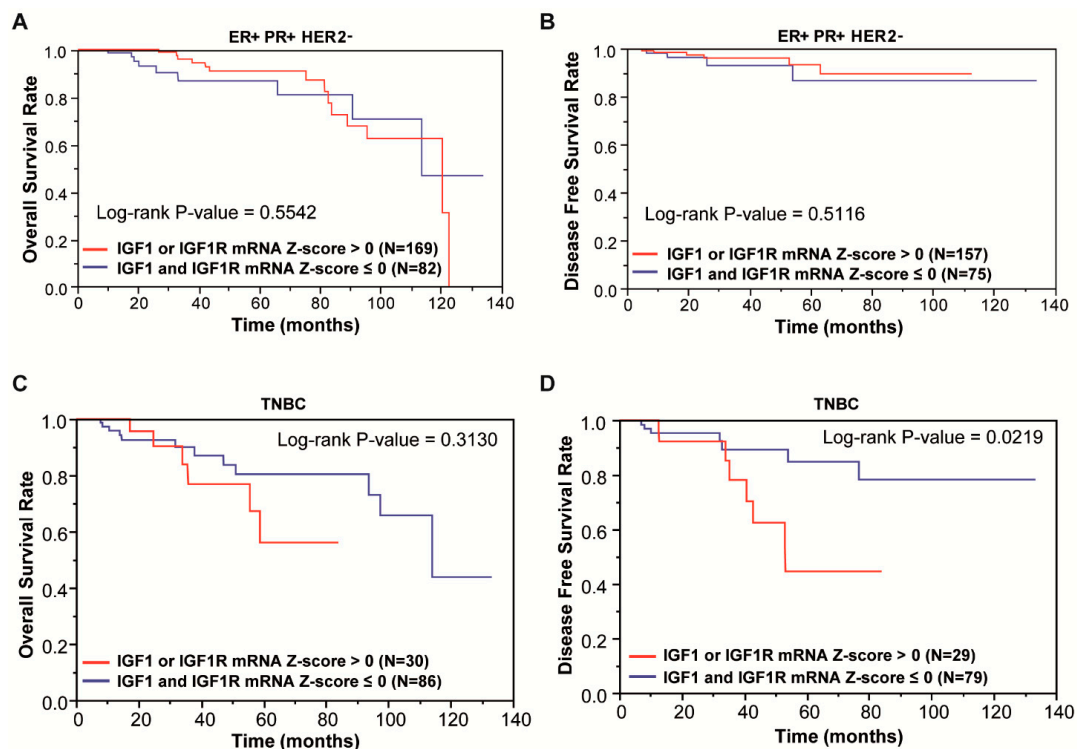 A
ER+ PR+ HER2-
Overall Survival Rate
1.0
0.8
0.6
0.4
0.2
0.0
Log-rank P-value = 0.5542
IGF1 or IGF1R mRNA Z-score > 0 (N=169)
IGF1 and IGF1R mRNA Z-score ≤ 0 (N=82)
0 20 40 60 80 100 120 140
Time (months)
B
ER+ PR+ HER2-
Disease Free Survival Rate
1.0
0.8
0.6
0.4
0.2
0.0
Log-rank P-value = 0.5116
IGF1 or IGF1R mRNA Z-score > 0 (N=157)
IGF1 and IGF1R mRNA Z-score ≤ 0 (N=75)
0 20 40 60 80 100 120 140
Time (months)
C
TNBC
Overall Survival Rate
1.0
0.8
0.6
0.4
0.2
0.0
Log-rank P-value = 0.3130
IGF1 or IGF1R mRNA Z-score > 0 (N=30)
IGF1 and IGF1R mRNA Z-score ≤ 0 (N=86)
0 20 40 60 80 100 120 140
Time (months)
D
TNBC
Disease Free Survival Rate
1.0
0.8
0.6
0.4
0.2
0.0
Log-rank P-value = 0.0219
IGF1 or IGF1R mRNA Z-score > 0 (N=29)
IGF1 and IGF1R mRNA Z-score ≤ 0 (N=79)
0 20 40 60 80 100 120 140
Time (months)